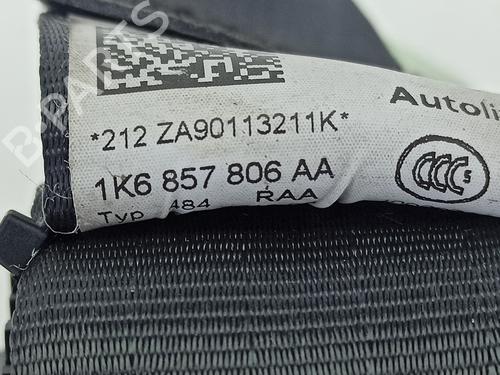 Autoli
*212 ZA90113211K*
1K6 857 806 AA
Typ 484 RAA
CCC S
B-PARTS